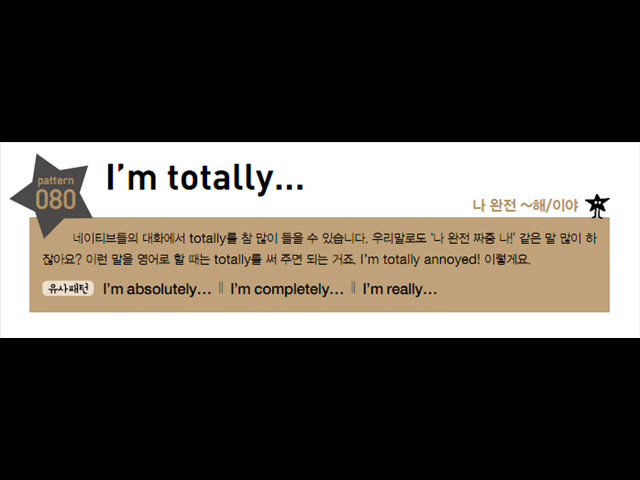 pattern
080
I'm totally...
나 완전 ~해/이야
네이티브들의 대화에서 totally를 참 많이 들을 수 있습니다. 우리말로도 '나 완전 짜증 나!' 같은 말 많이 하
잖아요? 이런 말을 영어로 할 때는 totally를 써 주면 되는 거죠. I'm totally annoyed! 이렇게요.
유사패턴 I'm absolutely... || I'm completely... || I'm really...